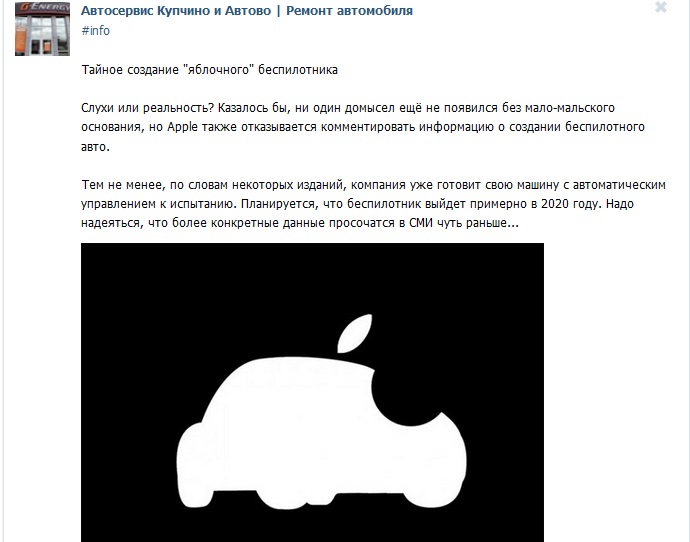 G-ENERGY
Автосервис Купчино и Автово | Ремонт автомобиля
#info
Тайное создание "яблочного" беспилотника
Слухи или реальность? Казалось бы, ни один домысел ещё не появился без мало-мальского
основания, но Apple также отказывается комментировать информацию о создании беспилотного
авто.
Тем не менее, по словам некоторых изданий, компания уже готовит свою машину с автоматическим
управлением к испытанию. Планируется, что беспилотник выйдет примерно в 2020 году. Надо
надеяться, что более конкретные данные просочатся в СМИ чуть раньше...